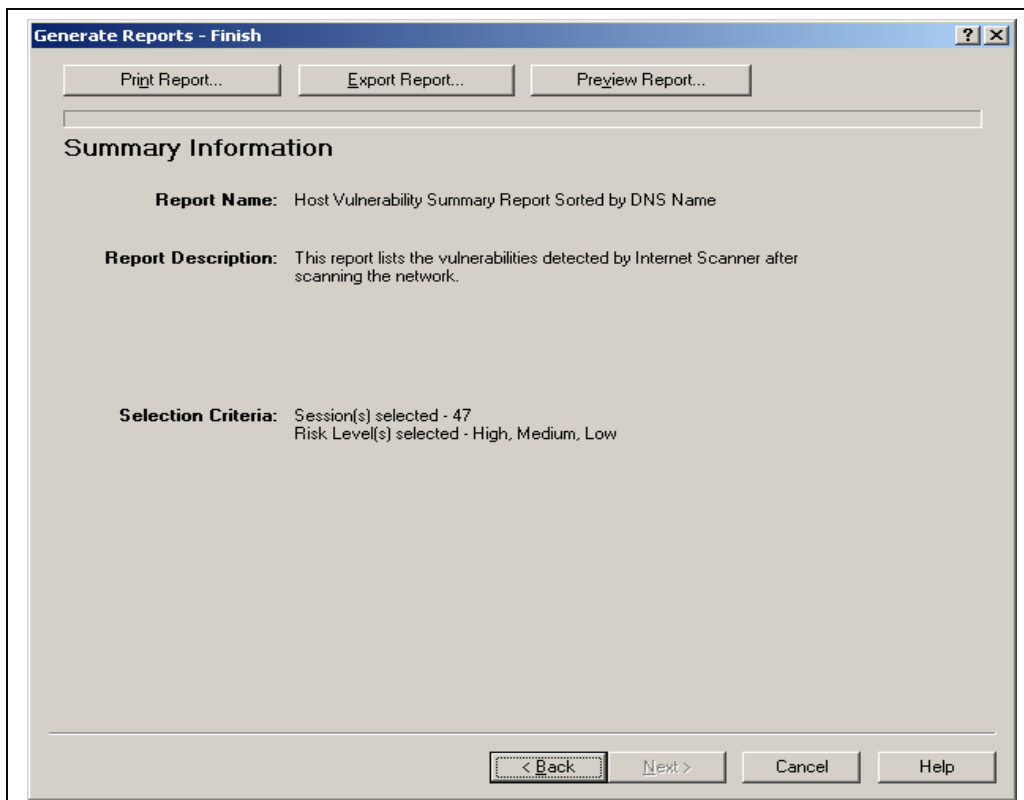 Generate Reports - Finish
Print Report... Export Report... Preview Report...
Summary Information
Report Name: Host Vulnerability Summary Report Sorted by DNS Name
Report Description: This report lists the vulnerabilities detected by Internet Scanner after
scanning the network.
Selection Criteria: Session(s) selected - 47
Risk Level(s) selected - High, Medium, Low
< Back Next > Cancel Help